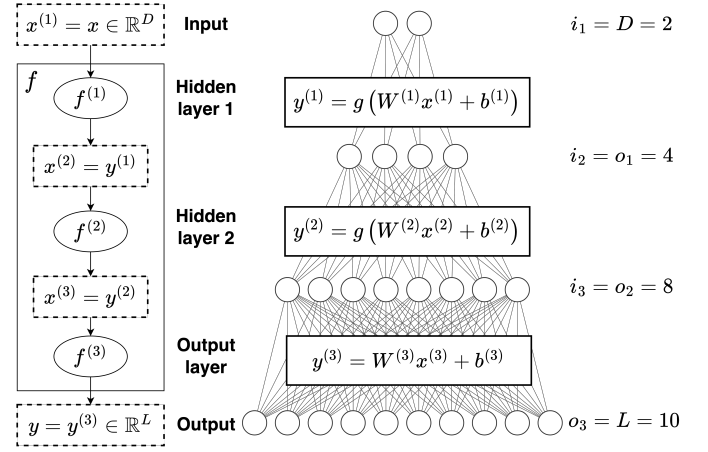 x^{(1)} = x ∈ ℝ^D
Input
i_1 = D = 2
f
f^{(1)}
Hidden
layer 1
y^{(1)} = g(W^{(1)}x^{(1)} + b^{(1)})
x^{(2)} = y^{(1)}
i_2 = o_1 = 4
f^{(2)}
Hidden
layer 2
y^{(2)} = g(W^{(2)}x^{(2)} + b^{(2)})
x^{(3)} = y^{(2)}
i_3 = o_2 = 8
f^{(3)}
Output
layer
y^{(3)} = W^{(3)}x^{(3)} + b^{(3)}
y = y^{(3)} ∈ ℝ^L
Output
o_3 = L = 10